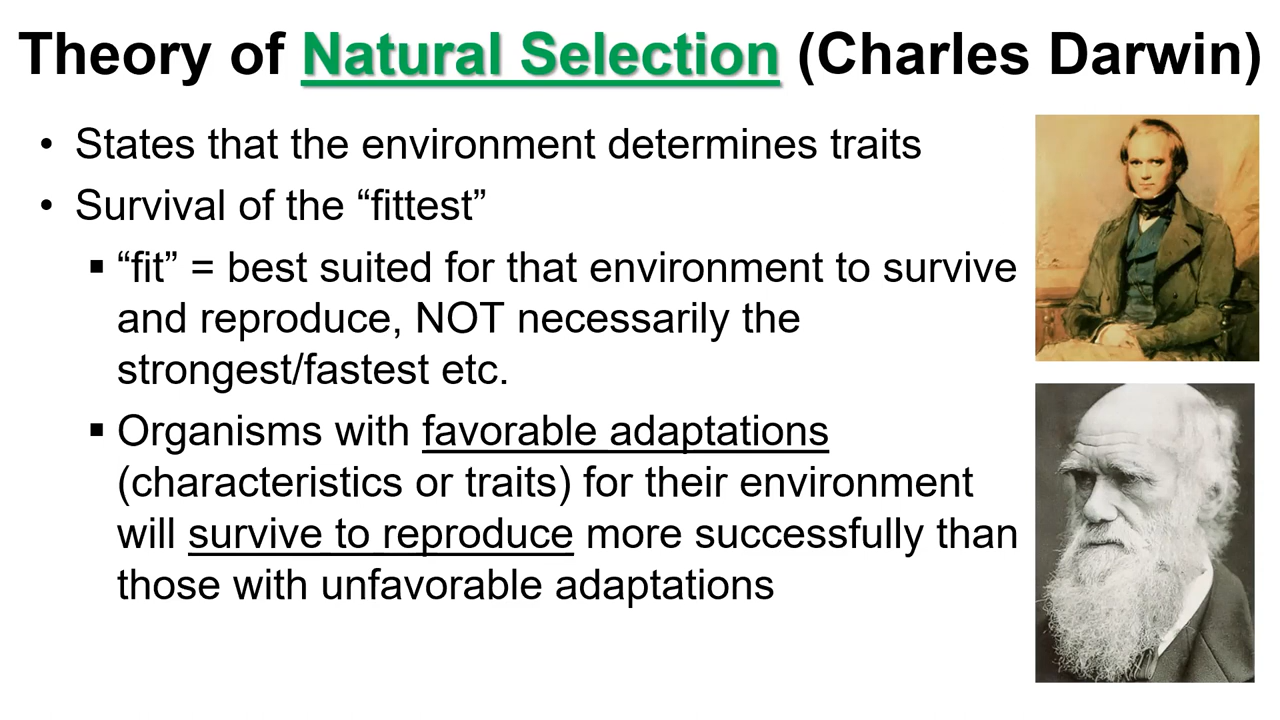 Theory of Natural Selection (Charles Darwin)
• States that the environment determines traits
• Survival of the “fittest”
▪ “fit” = best suited for that environment to survive
and reproduce, NOT necessarily the
strongest/fastest etc.
▪ Organisms with favorable adaptations
(characteristics or traits) for their environment
will survive to reproduce more successfully than
those with unfavorable adaptations